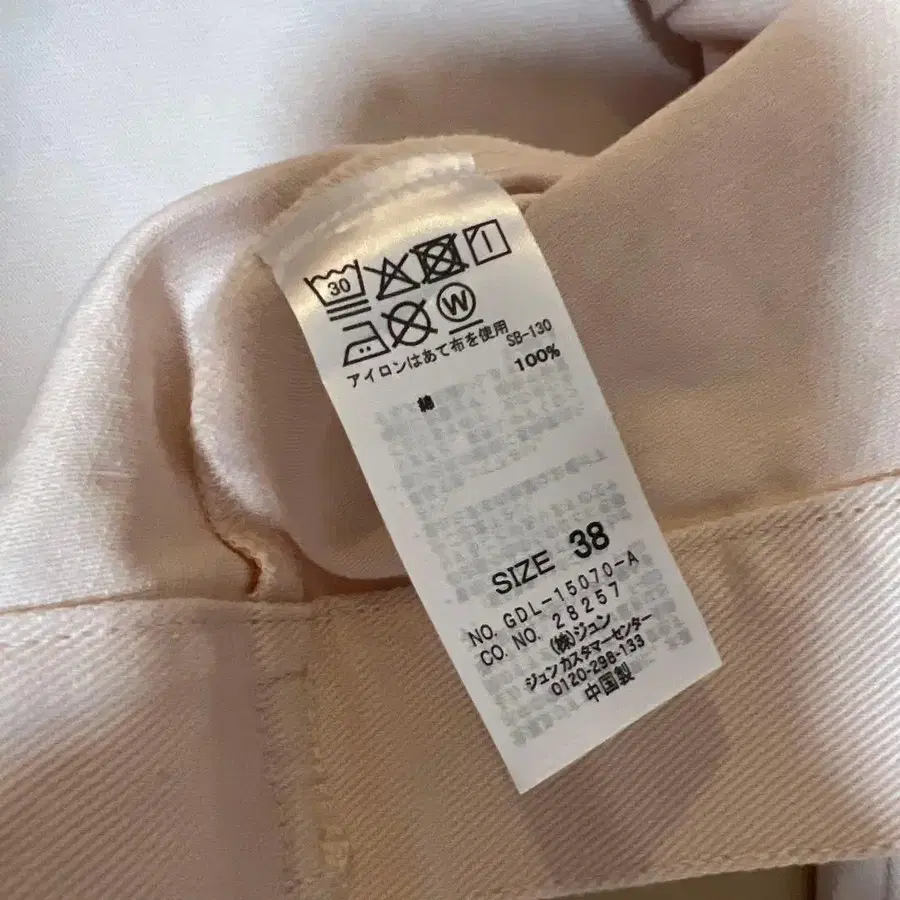 30
W
アイロンはあて布を使用 SB-130
綿 100%
SIZE 38
NO. GDL-15070-A
CO. NO. 28257
(株)ジュン
ジュン カスタマーセンター
0120-298-133
中国製